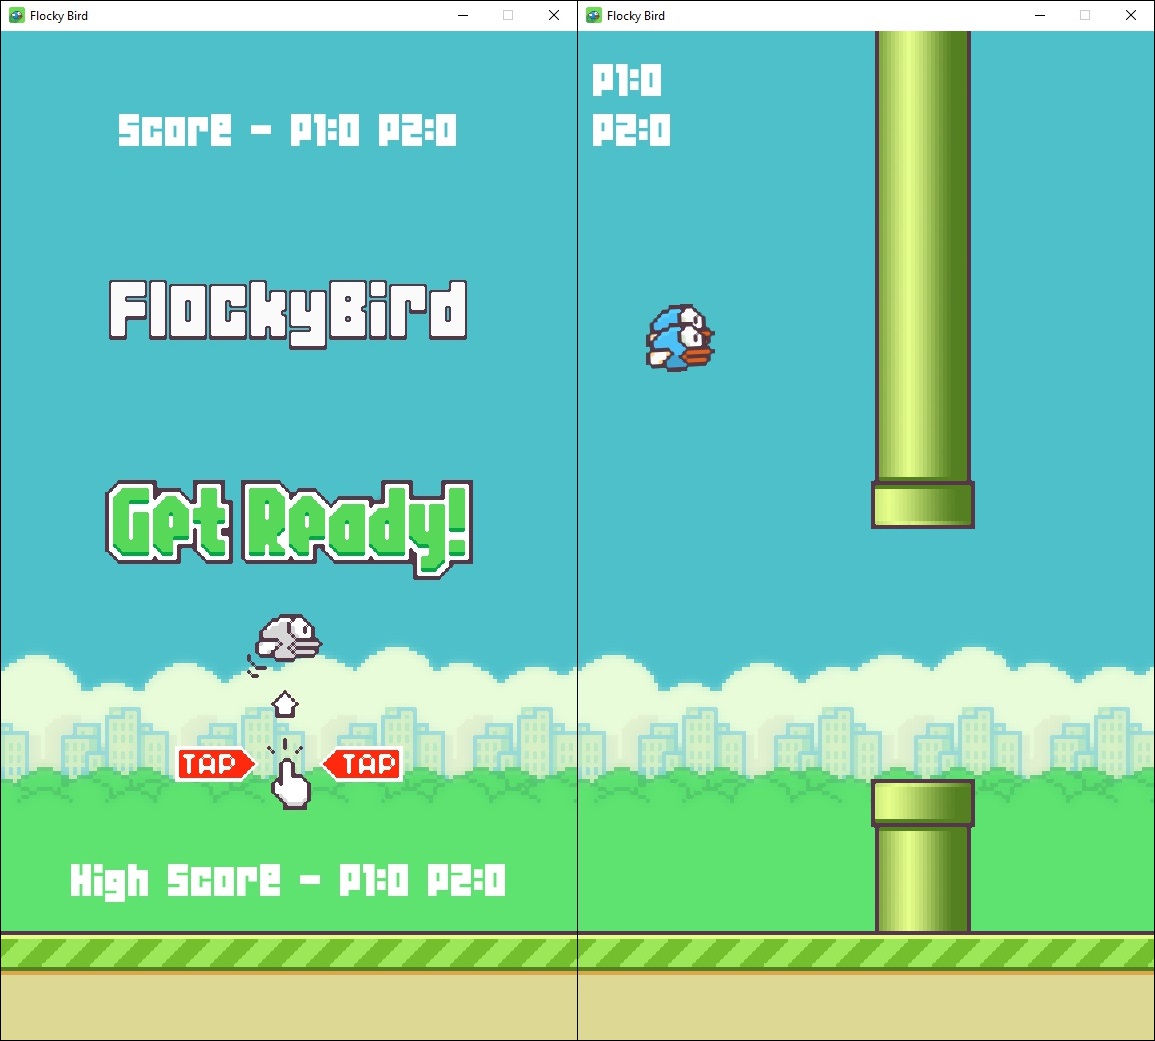 Flocky Bird
Score - P1:0 P2:0
FlockyBird
Get Ready!
TAP TAP
High Score - P1:0 P2:0
Flocky Bird
P1:0
P2:0